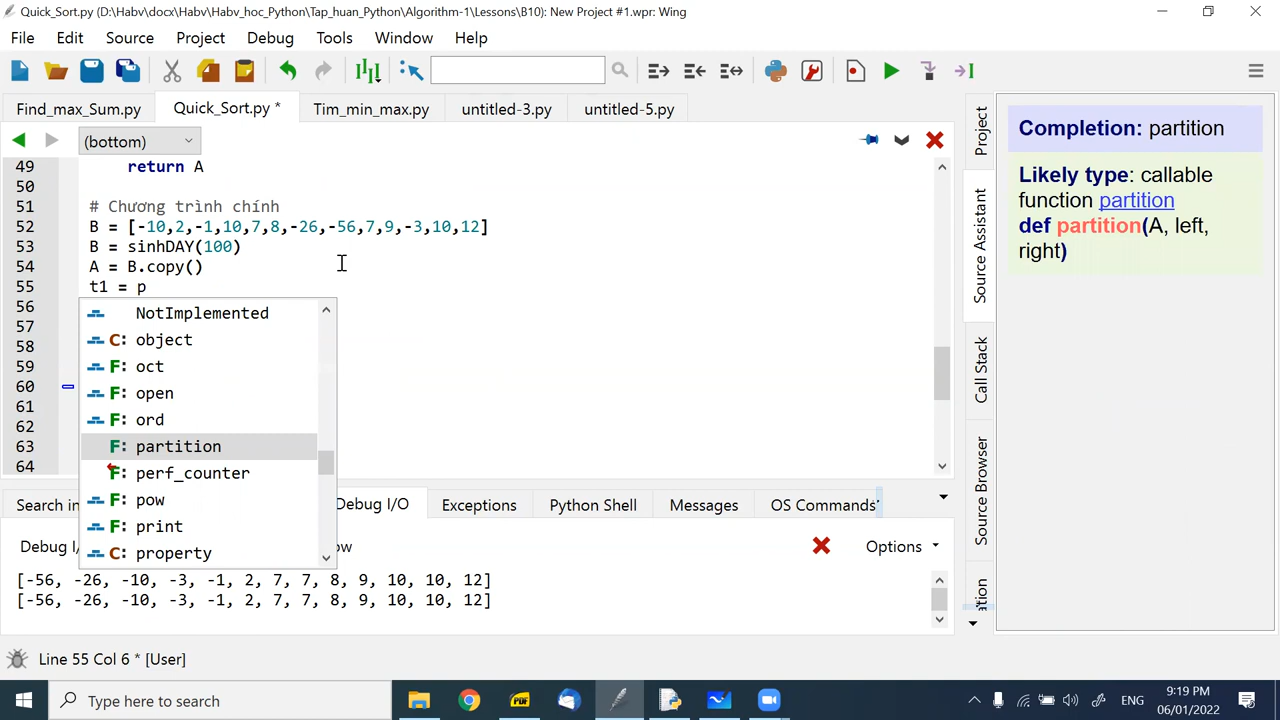 Quick_Sort.py (D:\Habv\docx\Habv_hoc_Python\Tap_huan_Python\Algorithm-1\Lessons\B10): New Project #1.wpr: Wing
File Edit Source Project Debug Tools Window Help
Find_max_Sum.py Quick_Sort.py * Tim_min_max.py untitled-3.py untitled-5.py
(bottom)
49 return A
50
51 # Chương trình chính
52 B = [-10,2,-1,10,7,8,-26,-56,7,9,-3,10,12]
53 B = sinhDAY(100)
54 A = B.copy()
55 t1 = p
56
57
58
59
60
61
62
63
64
NotImplemented
C: object
F: oct
F: open
F: ord
F: partition
F: perf_counter
F: pow
F: print
C: property
Project
Source Assistant
Call Stack
Source Browser
Completion: partition
Likely type: callable
function partition
def partition(A, left,
right)
Search in Debug I/O Exceptions Python Shell Messages OS Commands
Debug I/ ow Options
[-56, -26, -10, -3, -1, 2, 7, 7, 8, 9, 10, 10, 12]
[-56, -26, -10, -3, -1, 2, 7, 7, 8, 9, 10, 10, 12]
Line 55 Col 6 * [User]
Type here to search
PDF
ENG
9:19 PM
06/01/2022